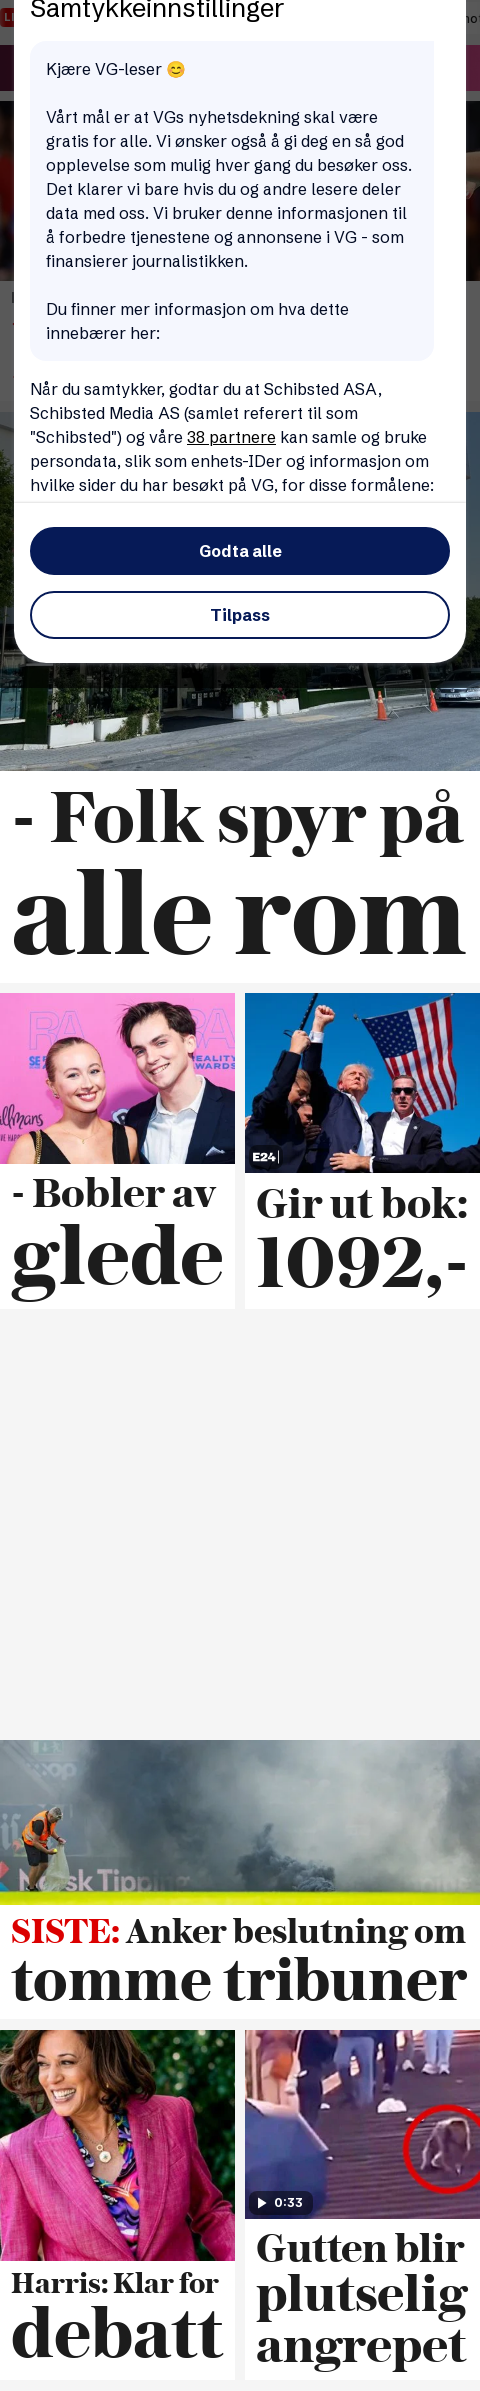 Samtykkeinnstillinger
Kjære VG-leser 😊
Vårt mål er at VGs nyhetsdekning skal være
gratis for alle. Vi ønsker også å gi deg en så god
opplevelse som mulig hver gang du besøker oss.
Det klarer vi bare hvis du og andre lesere deler
data med oss. Vi bruker denne informasjonen til
å forbedre tjenestene og annonsene i VG - som
finansierer journalistikken.
Du finner mer informasjon om hva dette
innebærer her:
Når du samtykker, godtar du at Schibsted ASA,
Schibsted Media AS (samlet referert til som
"Schibsted") og våre 38 partnere kan samle og bruke
persondata, slik som enhets-IDer og informasjon om
hvilke sider du har besøkt på VG, for disse formålene:
Godta alle
Tilpass
- Folk spyr på
alle rom
RA
SE
EALITY
AWARDS
E24
- Bobler av
glede
Gir ut bok:
1092,-
Norsk Tipping
SISTE: Anker beslutning om
tomme tribuner
0:33
Harris: Klar for
debatt
Gutten blir
plutselig
angrepet